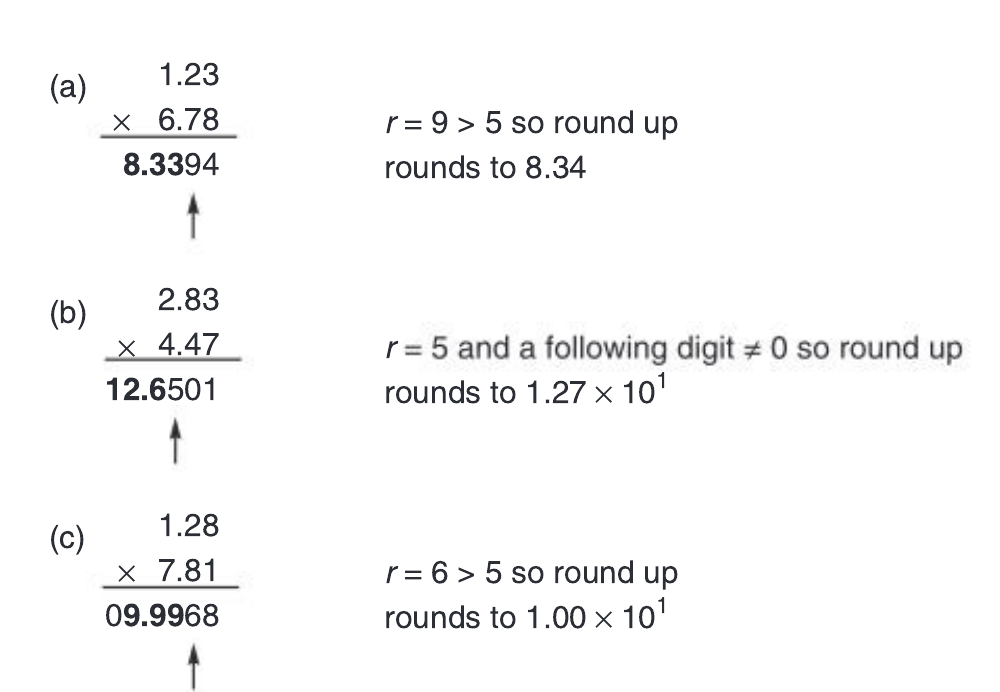 (a) 1.23
× 6.78 r = 9 > 5 so round up
8.3394 rounds to 8.34
(b) 2.83
× 4.47 r = 5 and a following digit ≠ 0 so round up
12.6501 rounds to 1.27 × 10¹
(c) 1.28
× 7.81 r = 6 > 5 so round up
09.9968 rounds to 1.00 × 10¹